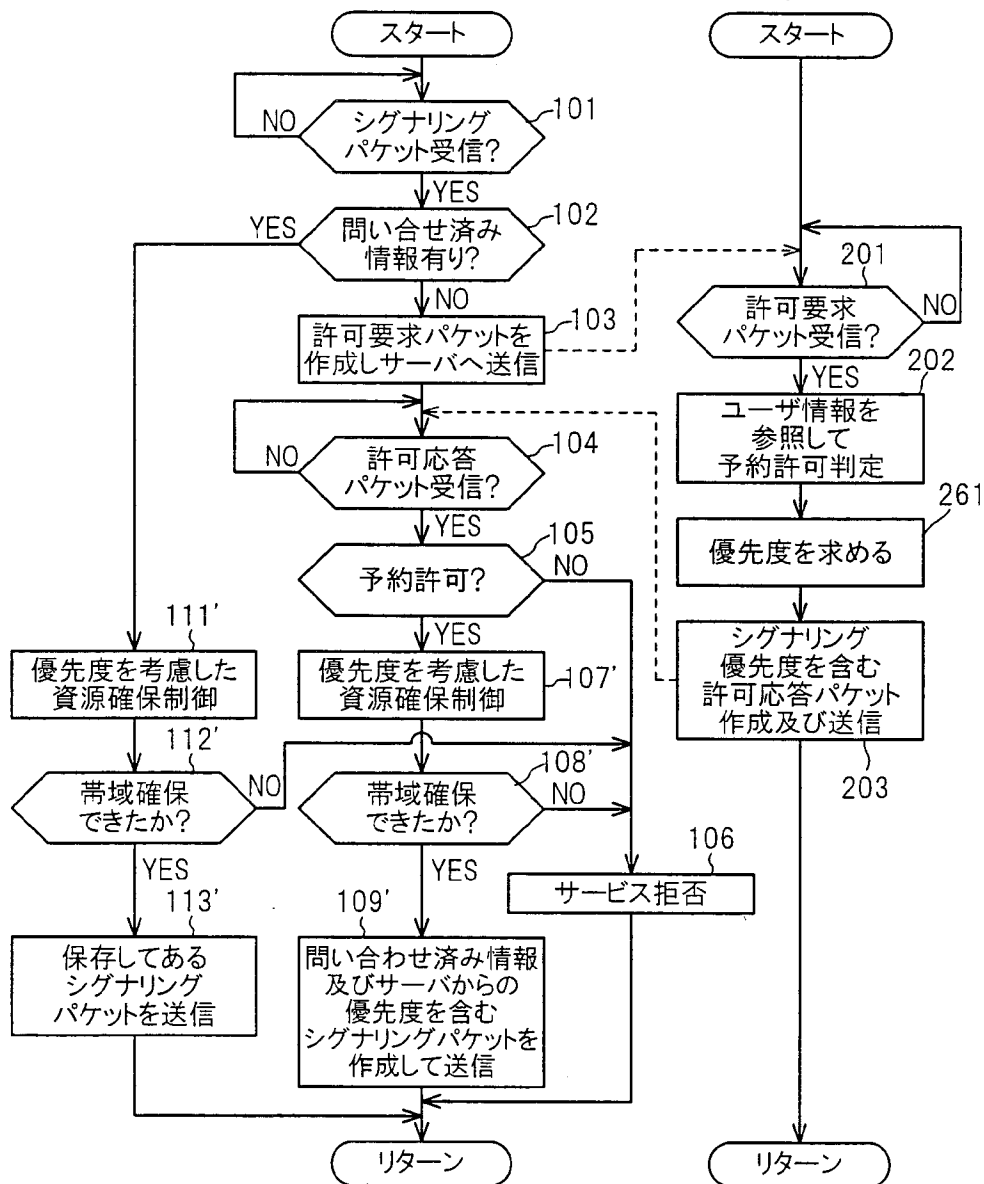 スタート
シグナリング
パケット受信?
101
NO
YES
問い合せ済み
情報有り?
102
YES
NO
許可要求パケットを
作成しサーバへ送信
103
許可応答
パケット受信?
104
NO
YES
予約許可?
105
NO
YES
111'
優先度を考慮した
資源確保制御
優先度を考慮した
資源確保制御
107'
112'
帯域確保
できたか?
NO
YES
帯域確保
できたか?
108'
NO
YES
106
サービス拒否
113'
保存してある
シグナリング
パケットを送信
109'
問い合わせ済み情報
及びサーバからの
優先度を含む
シグナリングパケットを
作成して送信
リターン
スタート
201
許可要求
パケット受信?
NO
YES
202
ユーザ情報を
参照して
予約許可判定
261
優先度を求める
シグナリング
優先度を含む
許可応答パケット
作成及び送信
203
リターン